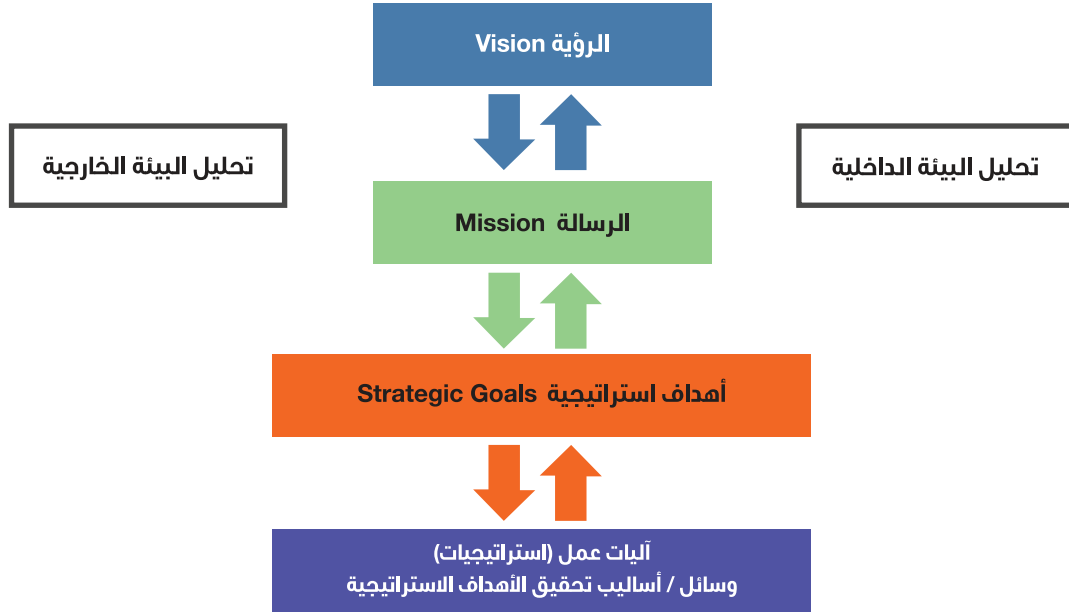 الرؤية Vision
تحليل البيئة الداخلية
تحليل البيئة الخارجية
الرسالة Mission
أهداف استراتيجية Strategic Goals
آليات عمل (استراتيجيات)
وسائل / أساليب تحقيق الأهداف الاستراتيجية